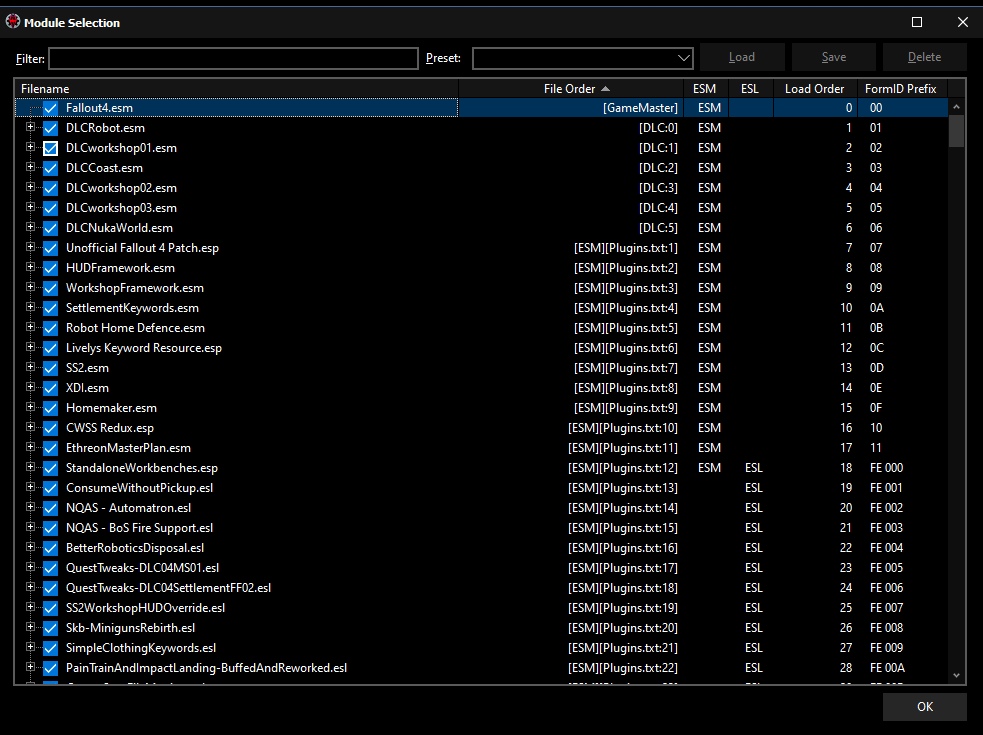 Module Selection
Filter: Preset: Load Save Delete
Filename File Order ESM ESL Load Order FormID Prefix
Fallout4.esm [GameMaster] ESM 0 00
DLCRobot.esm [DLC:0] ESM 1 01
DLCworkshop01.esm [DLC:1] ESM 2 02
DLCCoast.esm [DLC:2] ESM 3 03
DLCworkshop02.esm [DLC:3] ESM 4 04
DLCworkshop03.esm [DLC:4] ESM 5 05
DLCNukaWorld.esm [DLC:5] ESM 6 06
Unofficial Fallout 4 Patch.esp [ESM][Plugins.txt:1] ESM 7 07
HUDFramework.esm [ESM][Plugins.txt:2] ESM 8 08
WorkshopFramework.esm [ESM][Plugins.txt:3] ESM 9 09
SettlementKeywords.esm [ESM][Plugins.txt:4] ESM 10 0A
Robot Home Defence.esm [ESM][Plugins.txt:5] ESM 11 0B
Livelys Keyword Resource.esp [ESM][Plugins.txt:6] ESM 12 0C
SS2.esm [ESM][Plugins.txt:7] ESM 13 0D
XDI.esm [ESM][Plugins.txt:8] ESM 14 0E
Homemaker.esm [ESM][Plugins.txt:9] ESM 15 0F
CWSS Redux.esp [ESM][Plugins.txt:10] ESM 16 10
EthreonMasterPlan.esm [ESM][Plugins.txt:11] ESM 17 11
StandaloneWorkbenches.esp [ESM][Plugins.txt:12] ESM ESL 18 FE 000
ConsumeWithoutPickup.esl [ESM][Plugins.txt:13] ESL 19 FE 001
NQAS - Automatron.esl [ESM][Plugins.txt:14] ESL 20 FE 002
NQAS - BoS Fire Support.esl [ESM][Plugins.txt:15] ESL 21 FE 003
BetterRoboticsDisposal.esl [ESM][Plugins.txt:16] ESL 22 FE 004
QuestTweaks-DLC04MS01.esl [ESM][Plugins.txt:17] ESL 23 FE 005
QuestTweaks-DLC04SettlementFF02.esl [ESM][Plugins.txt:18] ESL 24 FE 006
SS2WorkshopHUDOverride.esl [ESM][Plugins.txt:19] ESL 25 FE 007
Skb-MinigunsRebirth.esl [ESM][Plugins.txt:20] ESL 26 FE 008
SimpleClothingKeywords.esl [ESM][Plugins.txt:21] ESL 27 FE 009
PainTrainAndImpactLanding-BuffedAndReworked.esl [ESM][Plugins.txt:22] ESL 28 FE 00A
OK